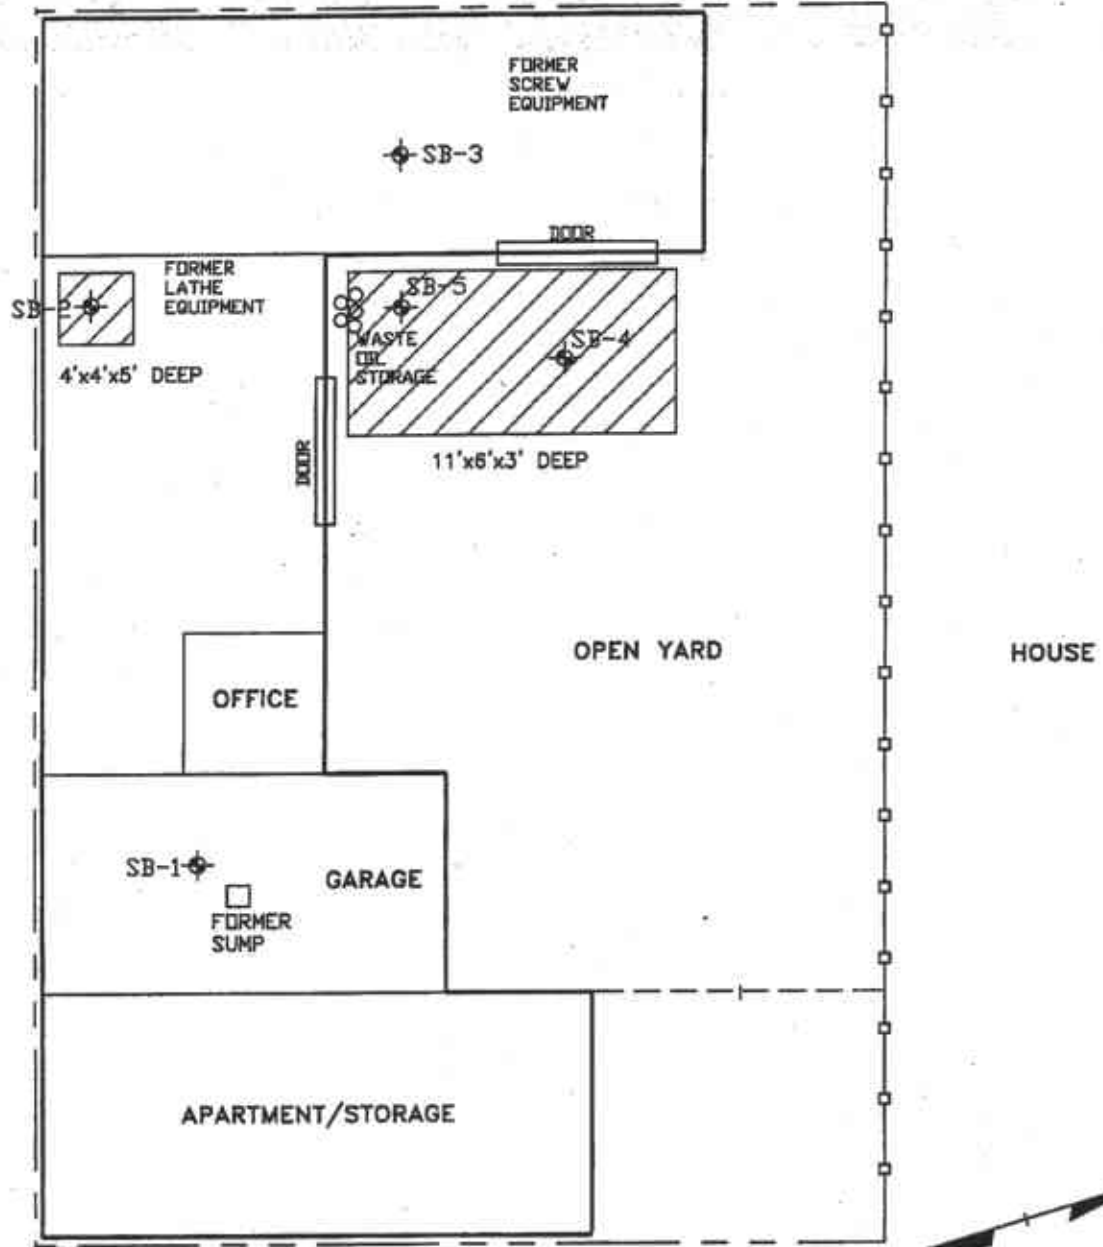 FORMER
SCREW
EQUIPMENT
SB-3
DOOR
FORMER
LATHE
EQUIPMENT
SB-2
4'x4'x5' DEEP
SB-5
SB-4
WASTE
OIL
STORAGE
11'x6'x3' DEEP
DOOR
OPEN YARD
HOUSE
OFFICE
SB-1
GARAGE
FORMER
SUMP
APARTMENT/STORAGE